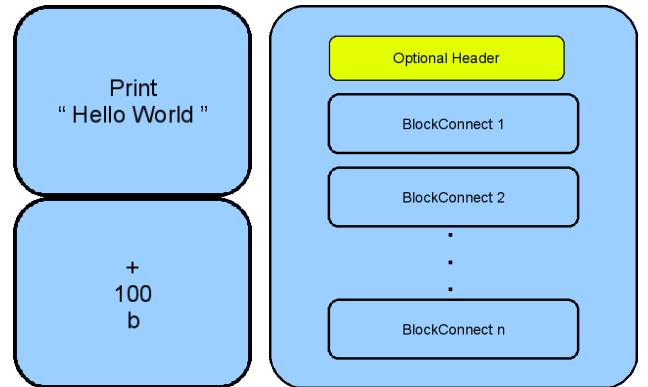 Print
“ Hello World ”
+
100
b
Optional Header
BlockConnect 1
BlockConnect 2
.
.
.
BlockConnect n